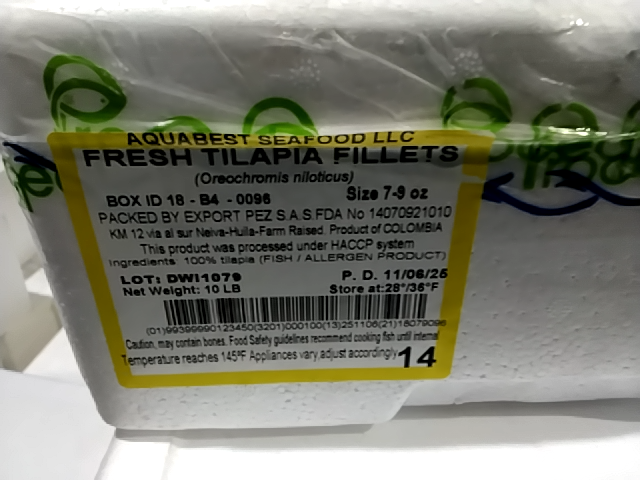 AQUABEST SEAFOOD LLC
FRESH TILAPIA FILLETS
(Oreochromis niloticus)
BOX ID 18 - B4 - 0096 Size 7-9 oz
PACKED BY EXPORT PEZ S.A.S.FDA No 14070921010
KM 12 via al sur Neiva-Huila-Farm Raised. Product of COLOMBIA
This product was processed under HACCP system
Ingredients 100% tilapia (FISH / ALLERGEN PRODUCT)
LOT: DWI1079 P. D. 11/06/25
Net Weight: 10 LB Store at:28°/36°F
(01)99399990123450(3201)000100(13)251106(21)18079096
Caution, may contain bones. Food Safety guidelines recommend cooking fish until internal
Temperature reaches 145ºF Appliances vary,adjust accordingly 14